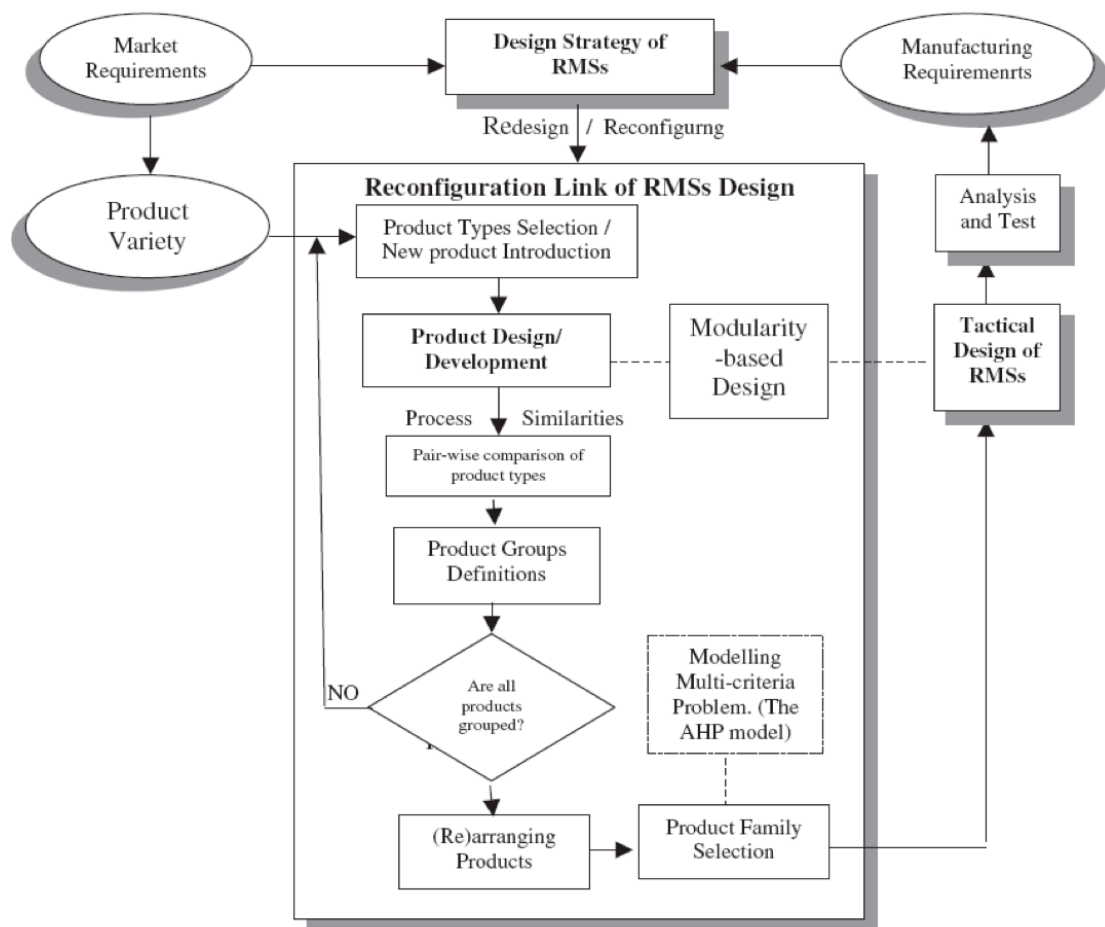 Market
Requirements
Design Strategy of
RMSs
Manufacturing
Requiremenrts
Redesign / Reconfigurng
Product
Variety
Reconfiguration Link of RMSs Design
Analysis
and Test
Product Types Selection /
New product Introduction
Product Design/
Development
Modularity
-based
Design
Tactical
Design of
RMSs
Process Similarities
Pair-wise comparison of
product types
Product Groups
Definitions
NO
Are all
products
grouped?
Modelling
Multi-criteria
Problem. (The
AHP model)
(Re)arranging
Products
Product Family
Selection